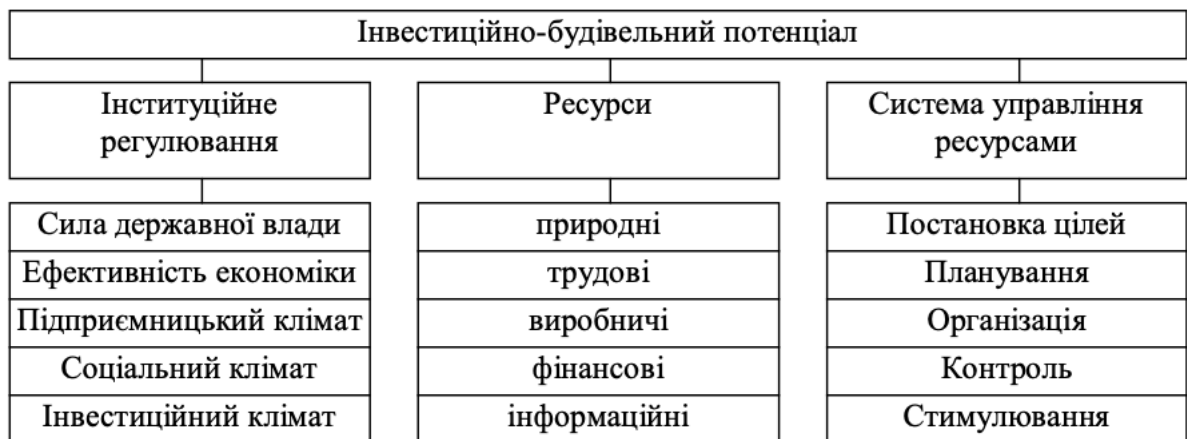 Інвестиційно-будівельний потенціал
Інституційне
регулювання
Ресурси
Система управління
ресурсами
Сила державної влади
Ефективність економіки
Підприємницький клімат
Соціальний клімат
Інвестиційний клімат
природні
трудові
виробничі
фінансові
інформаційні
Постановка цілей
Планування
Організація
Контроль
Стимулювання